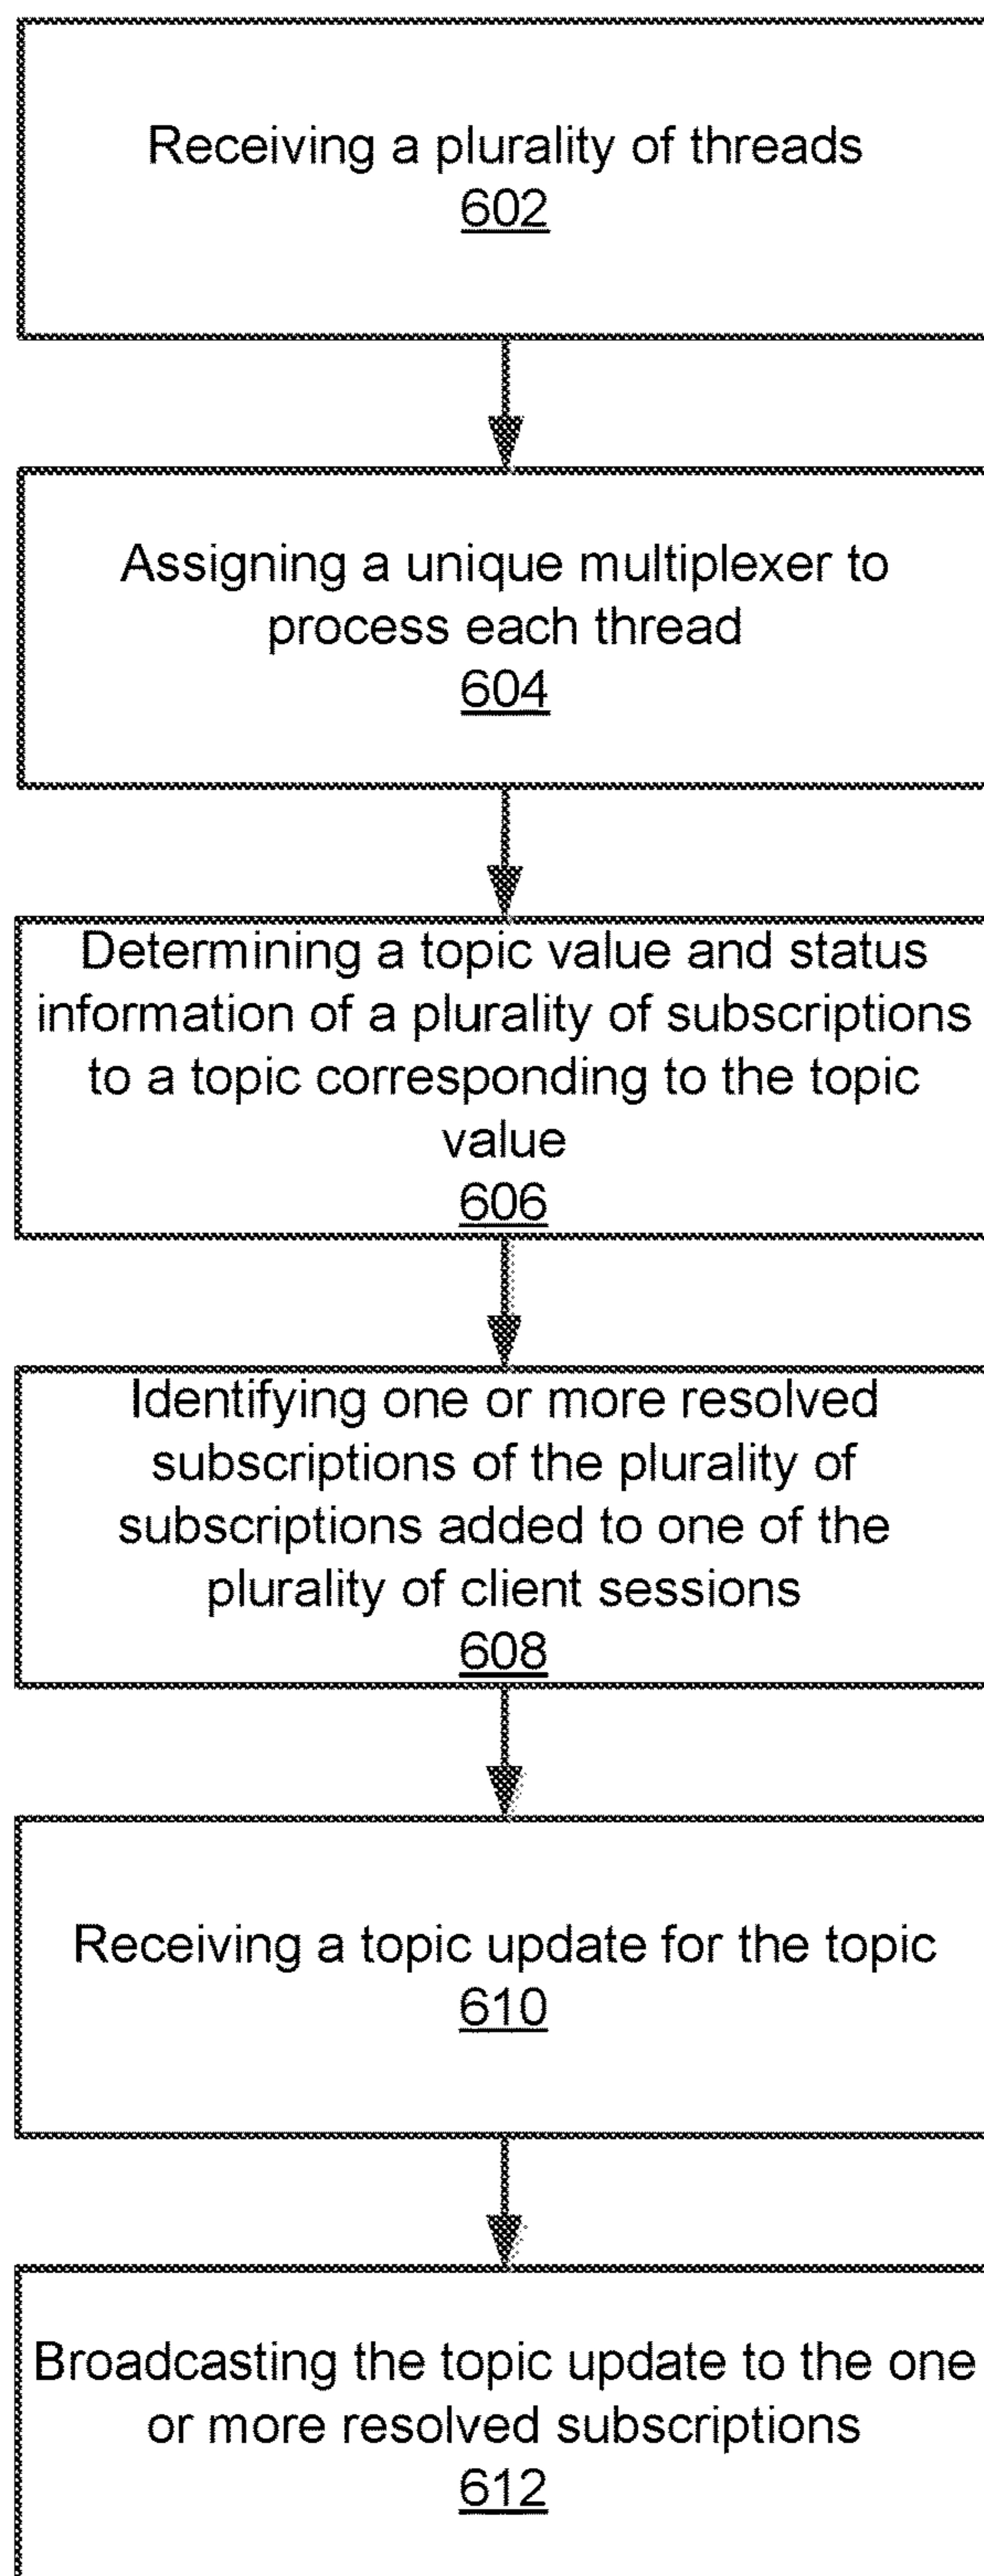 Receiving a plurality of threads
602
Assigning a unique multiplexer to
process each thread
604
Determining a topic value and status
information of a plurality of subscriptions
to a topic corresponding to the topic
value
606
Identifying one or more resolved
subscriptions of the plurality of
subscriptions added to one of the
plurality of client sessions
608
Receiving a topic update for the topic
610
Broadcasting the topic update to the one
or more resolved subscriptions
612